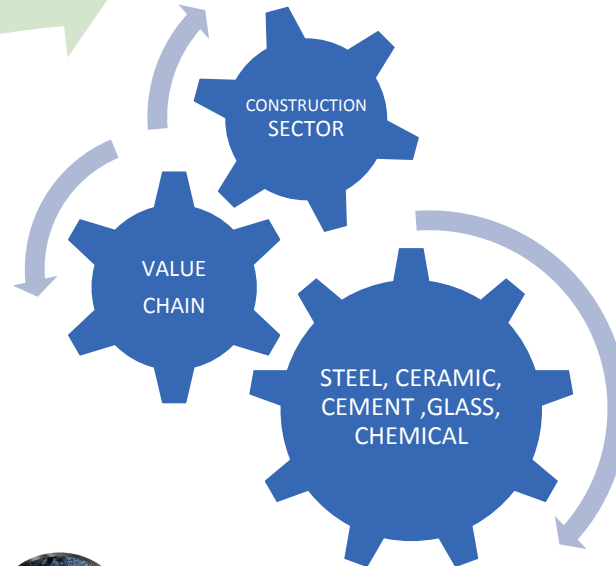 CONSTRUCTION
SECTOR
VALUE
CHAIN
STEEL, CERAMIC,
CEMENT ,GLASS,
CHEMICAL